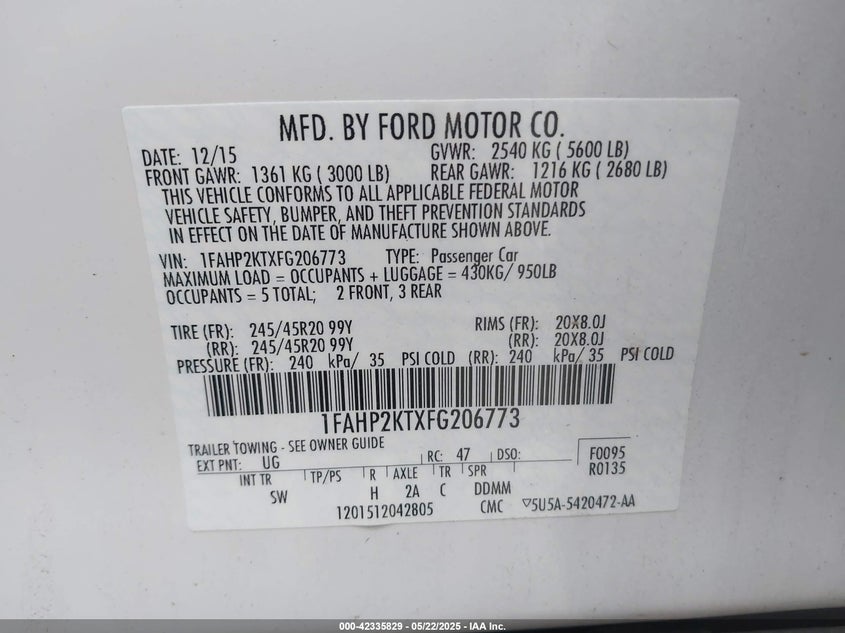 MFD. BY FORD MOTOR CO.
DATE: 12/15 GVWR: 2540 KG ( 5600 LB)
FRONT GAWR: 1361 KG ( 3000 LB) REAR GAWR: 1216 KG ( 2680 LB)
THIS VEHICLE CONFORMS TO ALL APPLICABLE FEDERAL MOTOR
VEHICLE SAFETY, BUMPER, AND THEFT PREVENTION STANDARDS
IN EFFECT ON THE DATE OF MANUFACTURE SHOWN ABOVE.
VIN: 1FAHP2KTXFG206773 TYPE: Passenger Car
MAXIMUM LOAD = OCCUPANTS + LUGGAGE = 430KG/ 950LB
OCCUPANTS = 5 TOTAL; 2 FRONT, 3 REAR
TIRE (FR): 245/45R20 99Y RIMS (FR): 20X8.0J
(RR): 245/45R20 99Y (RR): 20X8.0J
PRESSURE (FR): 240 kPa/ 35 PSI COLD (RR): 240 kPa/ 35 PSI COLD
1FAHP2KTXFG206773
TRAILER TOWING - SEE OWNER GUIDE
EXT PNT: UG RC: 47 DSO: F0095
R0135
INT TR TP/PS R AXLE TR SPR
SW H 2A C DDMM
1201512042805 CMC ▽5U5A-5420472-AA
000-42335829 - 05/22/2025 - IAA Inc.